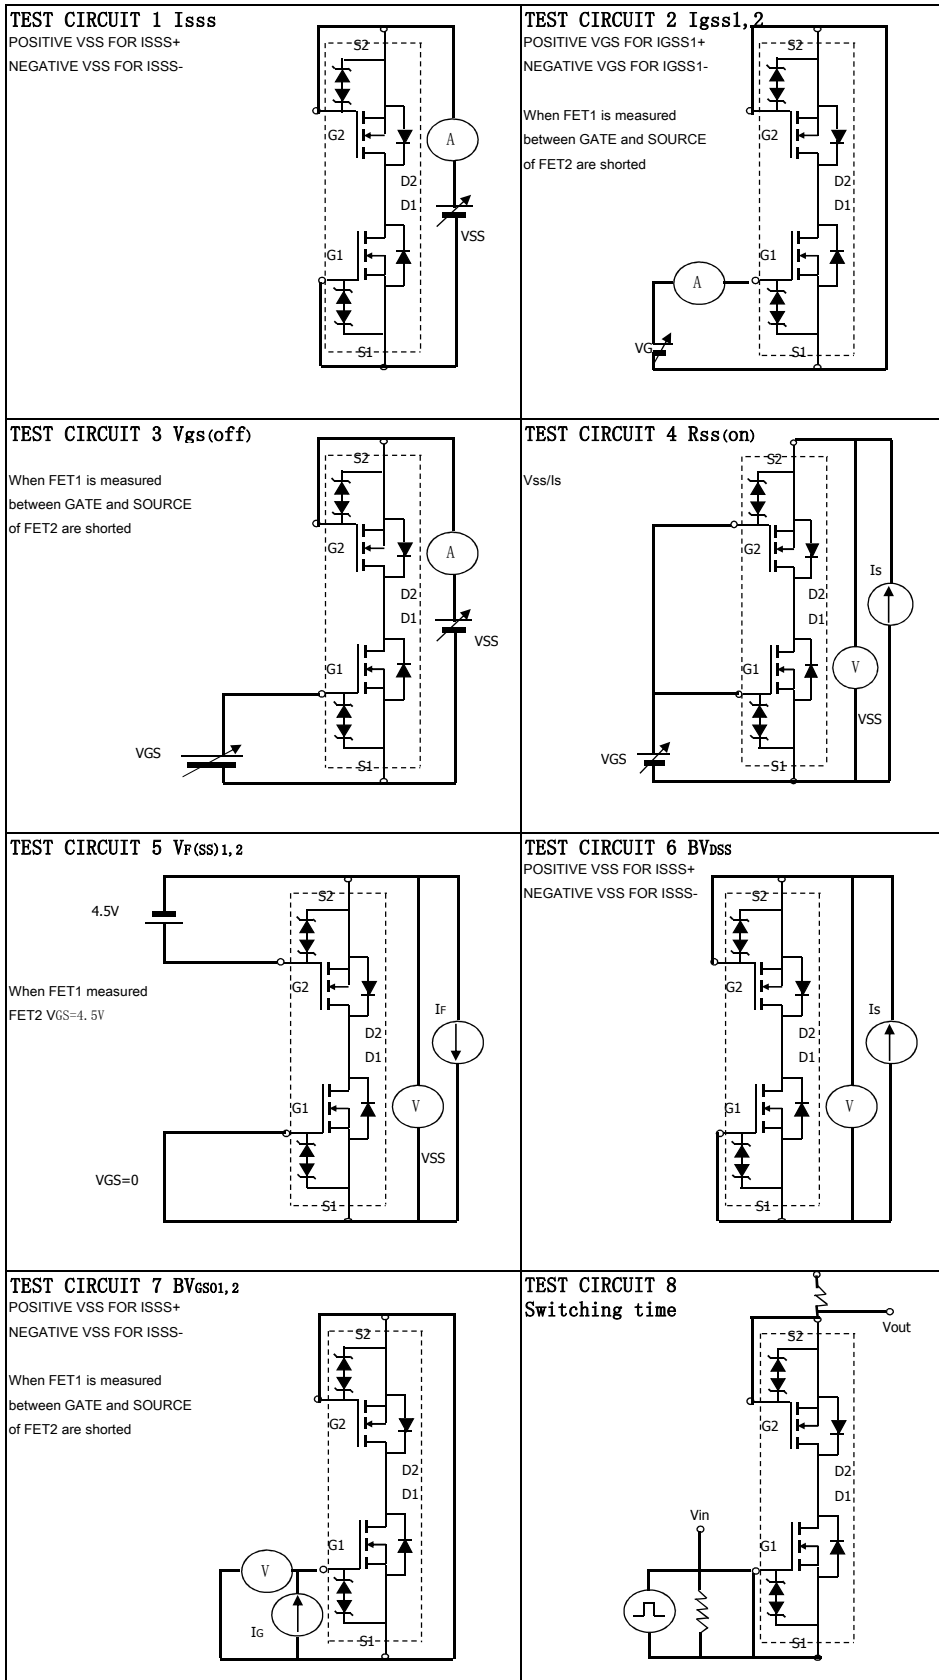 TEST CIRCUIT 1 Isss
POSITIVE VSS FOR ISSS+
NEGATIVE VSS FOR ISSS-
S2
G2
A
D2
D1
VSS
G1
S1
TEST CIRCUIT 2 Igss1,2
POSITIVE VGS FOR IGSS1+
NEGATIVE VGS FOR IGSS1-
When FET1 is measured
between GATE and SOURCE
of FET2 are shorted
S2
G2
D2
D1
G1
A
VG
S1
TEST CIRCUIT 3 Vgs(off)
When FET1 is measured
between GATE and SOURCE
of FET2 are shorted
S2
G2
A
D2
D1
VSS
G1
VGS
S1
TEST CIRCUIT 4 Rss(on)
Vss/Is
S2
G2
Is
D2
D1
G1
V
VSS
VGS
S1
TEST CIRCUIT 5 VF(SS)1,2
4.5V
When FET1 measured
FET2 VGS=4.5V
S2
G2
IF
D2
D1
G1
V
VSS
VGS=0
S1
TEST CIRCUIT 6 BVDSS
POSITIVE VSS FOR ISSS+
NEGATIVE VSS FOR ISSS-
S2
G2
Is
D2
D1
G1
V
S1
TEST CIRCUIT 7 BVGSO1,2
POSITIVE VSS FOR ISSS+
NEGATIVE VSS FOR ISSS-
When FET1 is measured
between GATE and SOURCE
of FET2 are shorted
S2
G2
D2
D1
G1
V
IG
S1
TEST CIRCUIT 8
Switching time
Vout
S2
G2
D2
D1
Vin
G1
S1